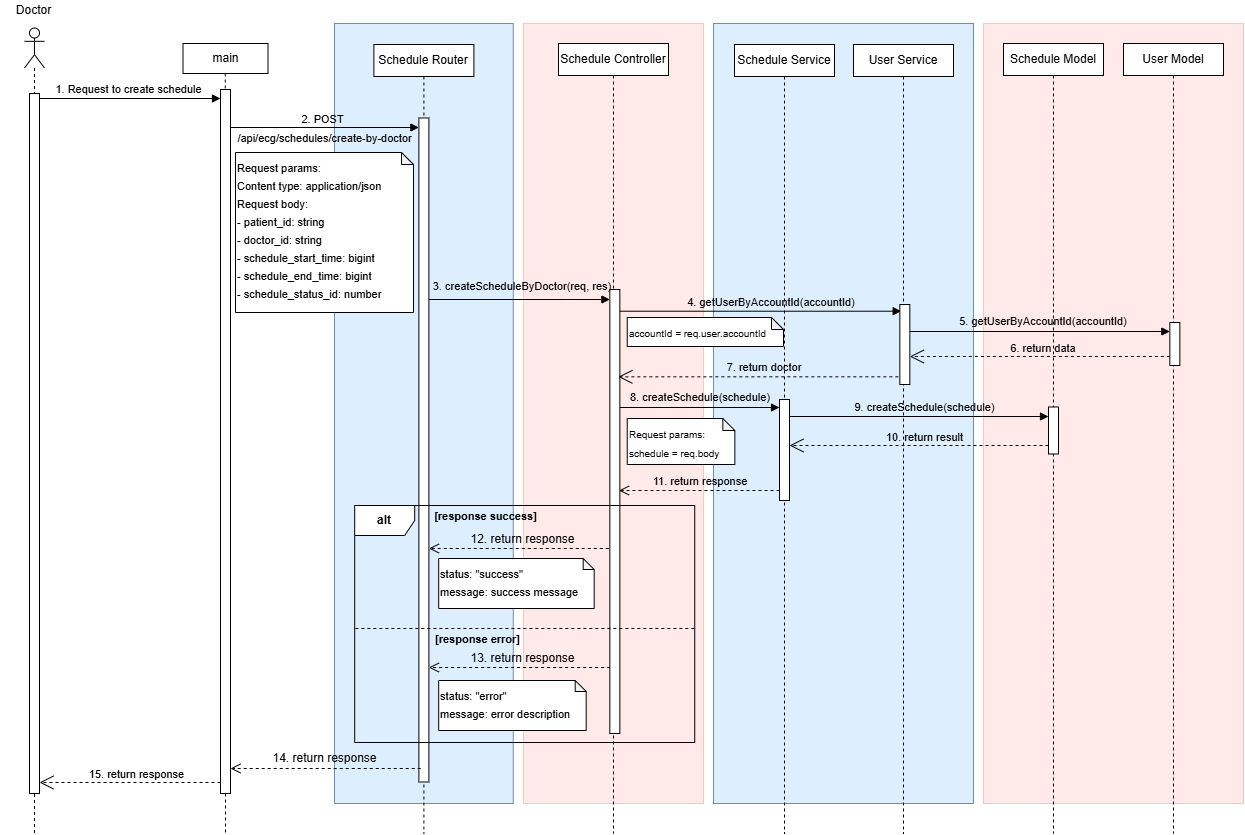 Doctor
main
Schedule Router
Schedule Controller
Schedule Service
User Service
Schedule Model
User Model
1. Request to create schedule
2. POST
/api/ecg/schedules/create-by-doctor
Request params:
Content type: application/json
Request body:
- patient_id: string
- doctor_id: string
- schedule_start_time: bigint
- schedule_end_time: bigint
- schedule_status_id: number
3. createScheduleByDoctor(req, res)
4. getUserByAccountId(accountId)
accountId = req.user.accountId
5. getUserByAccountId(accountId)
6. return data
7. return doctor
8. createSchedule(schedule)
9. createSchedule(schedule)
Request params:
schedule = req.body
10. return result
11. return response
alt
[response success]
12. return response
status: "success"
message: success message
[response error]
13. return response
status: "error"
message: error description
14. return response
15. return response